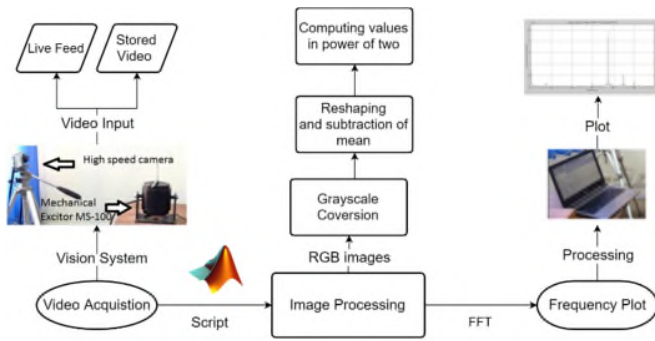 Live Feed
Stored
Video
Video Input
High speed camera
Mechanical
Excitor MS-100
Vision System
Video Acquistion
Script
Computing values
in power of two
Reshaping
and subtraction of
mean
Grayscale
Coversion
RGB images
Image Processing
FFT
Plot
Processing
Frequency Plot